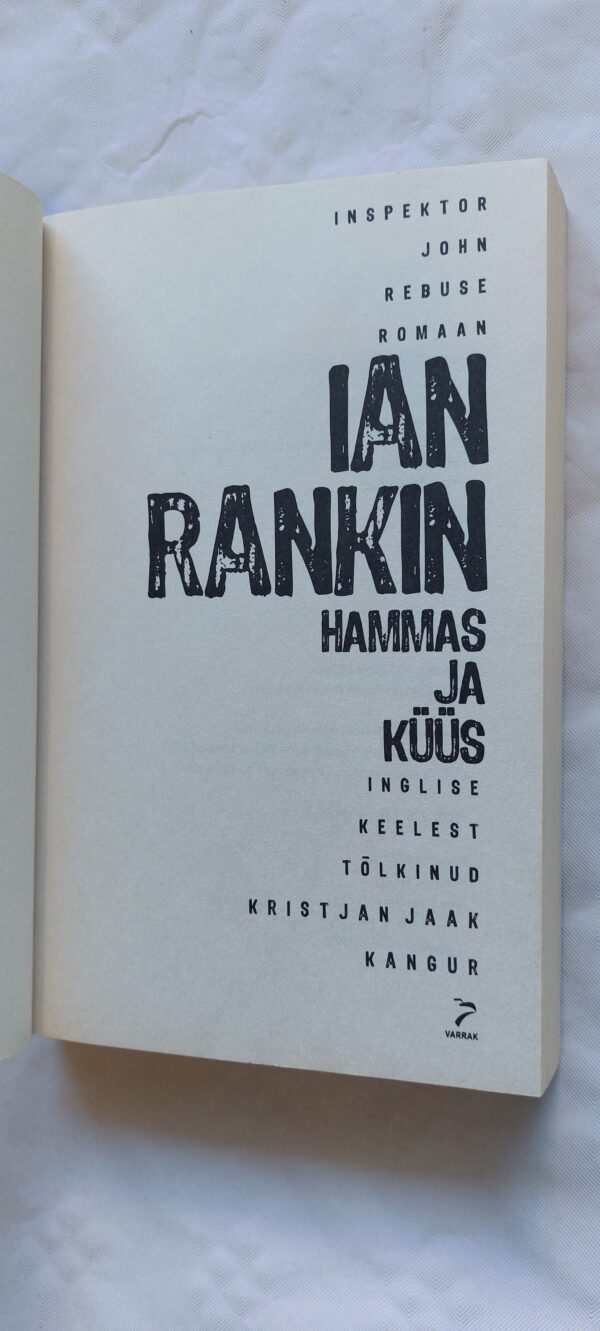 INSPEKTOR
JOHN
REBUSE
ROMAAN
IAN
RANKIN
HAMMAS
JA
KÜÜS
INGLISE
KEELEST
TÕLKINUD
KRISTJAN JAAK
KANGUR
VARRAK